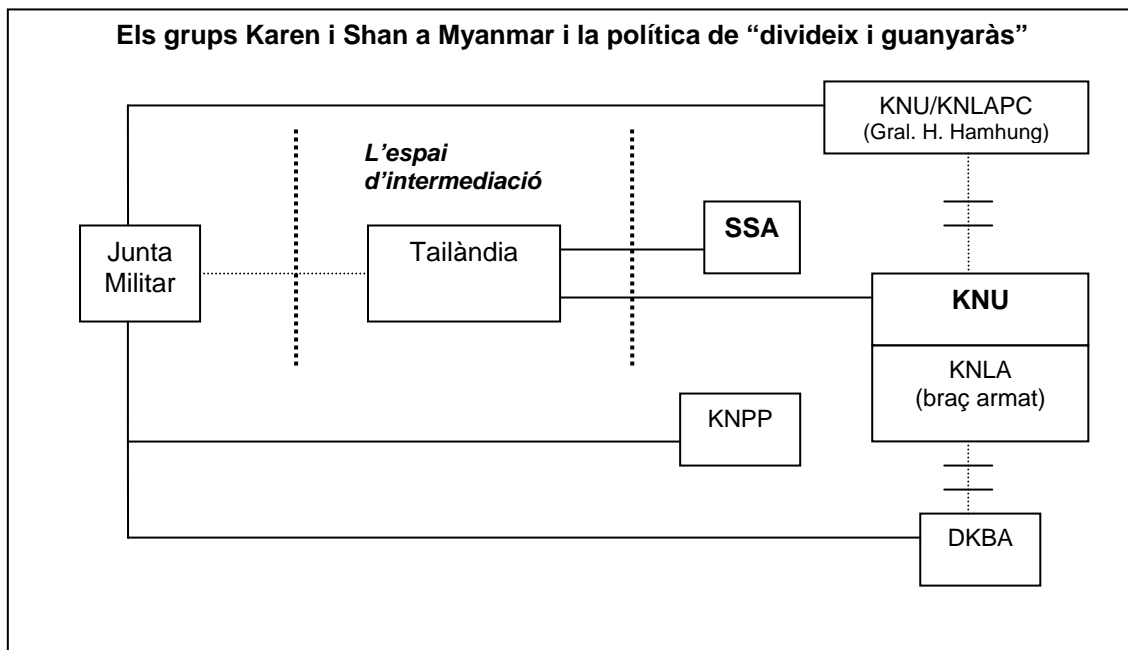 Els grups Karen i Shan a Myanmar i la política de “divideix i guanyaràs”
KNU/KNLAPC
(Gral. H. Hamhung)
L’espai
d’intermediació
SSA
Junta
Militar
Tailàndia
KNU
KNLA
(braç armat)
KNPP
DKBA